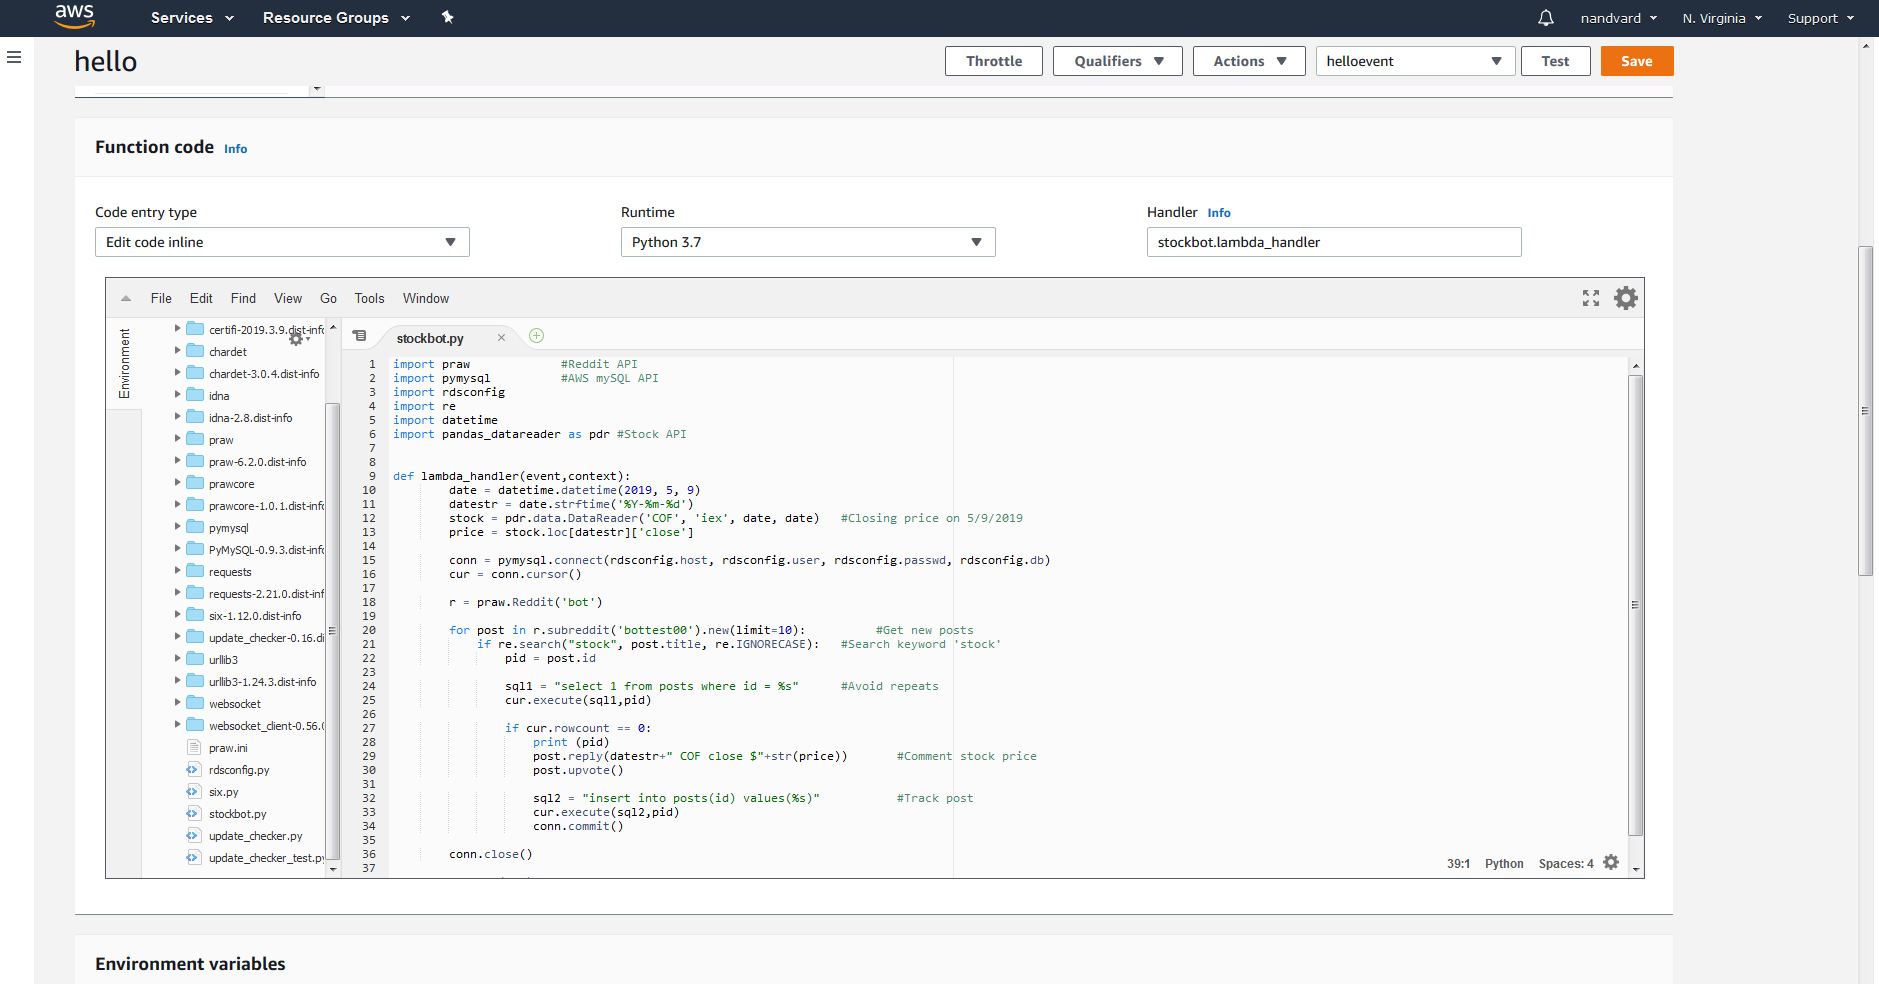 aws Services Resource Groups nandvard N. Virginia Support
hello Throttle Qualifiers Actions helloevent Test Save
Function code Info
Code entry type
Edit code inline
Runtime
Python 3.7
Handler Info
stockbot.lambda_handler
File Edit Find View Go Tools Window
Environment
certifi-2019.3.9.dist-info
chardet
chardet-3.0.4.dist-info
idna
idna-2.8.dist-info
praw
praw-6.2.0.dist-info
prawcore
prawcore-1.0.1.dist-info
pymysql
PyMySQL-0.9.3.dist-info
requests
requests-2.21.0.dist-inf
six-1.12.0.dist-info
update_checker-0.16.di
urllib3
urllib3-1.24.3.dist-info
websocket
websocket_client-0.56.0
praw.ini
rdsconfig.py
six.py
stockbot.py
update_checker.py
update_checker_test.py
stockbot.py
1 import praw #Reddit API
2 import pymysql #AWS mySQL API
3 import rdsconfig
4 import re
5 import datetime
6 import pandas_datareader as pdr #Stock API
7
8
9 def lambda_handler(event,context):
10 date = datetime.datetime(2019, 5, 9)
11 datestr = date.strftime('%Y-%m-%d')
12 stock = pdr.data.DataReader('COF', 'iex', date, date) #Closing price on 5/9/2019
13 price = stock.loc[datestr]['close']
14
15 conn = pymysql.connect(rdsconfig.host, rdsconfig.user, rdsconfig.passwd, rdsconfig.db)
16 cur = conn.cursor()
17
18 r = praw.Reddit('bot')
19
20 for post in r.subreddit('bottest00').new(limit=10): #Get new posts
21 if re.search("stock", post.title, re.IGNORECASE): #Search keyword 'stock'
22 pid = post.id
23
24 sql1 = "select 1 from posts where id = %s" #Avoid repeats
25 cur.execute(sql1,pid)
26
27 if cur.rowcount == 0:
28 print (pid)
29 post.reply(datestr+" COF close $"+str(price)) #Comment stock price
30 post.upvote()
31
32 sql2 = "insert into posts(id) values(%s)" #Track post
33 cur.execute(sql2,pid)
34 conn.commit()
35
36 conn.close()
37
39:1 Python Spaces: 4
Environment variables